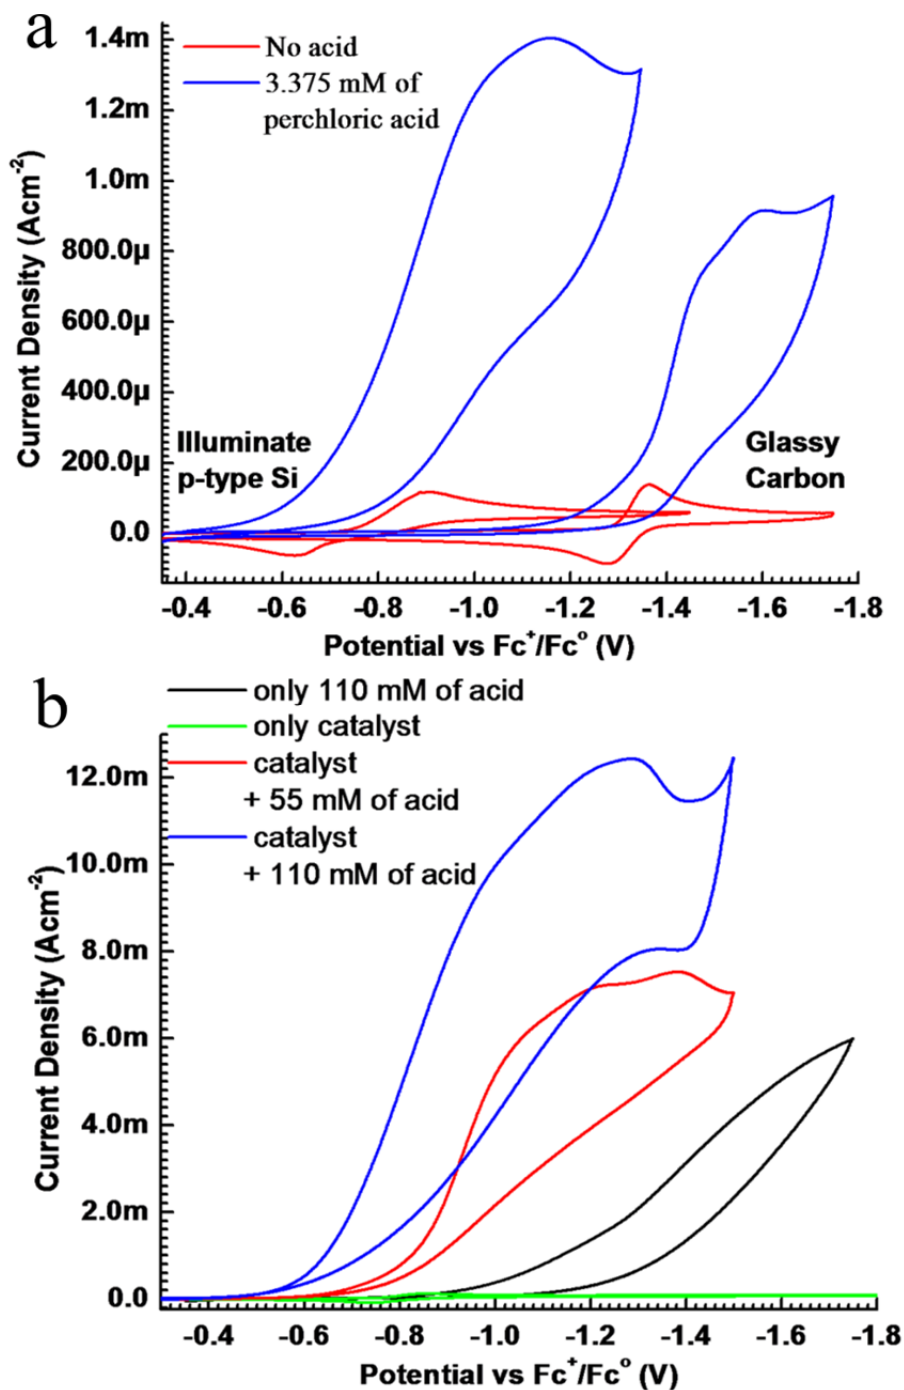 a
No acid
3.375 mM of
perchloric acid
1.4m
1.2m
1.0m
800.0µ
600.0µ
400.0µ
200.0µ
0.0
Current Density (Acm⁻²)
Illuminate
p-type Si
Glassy
Carbon
-0.4 -0.6 -0.8 -1.0 -1.2 -1.4 -1.6 -1.8
Potential vs Fc⁺/Fc° (V)
b
only 110 mM of acid
only catalyst
catalyst
+ 55 mM of acid
catalyst
+ 110 mM of acid
12.0m
10.0m
8.0m
6.0m
4.0m
2.0m
0.0
Current Density (Acm⁻²)
-0.4 -0.6 -0.8 -1.0 -1.2 -1.4 -1.6 -1.8
Potential vs Fc⁺/Fc° (V)